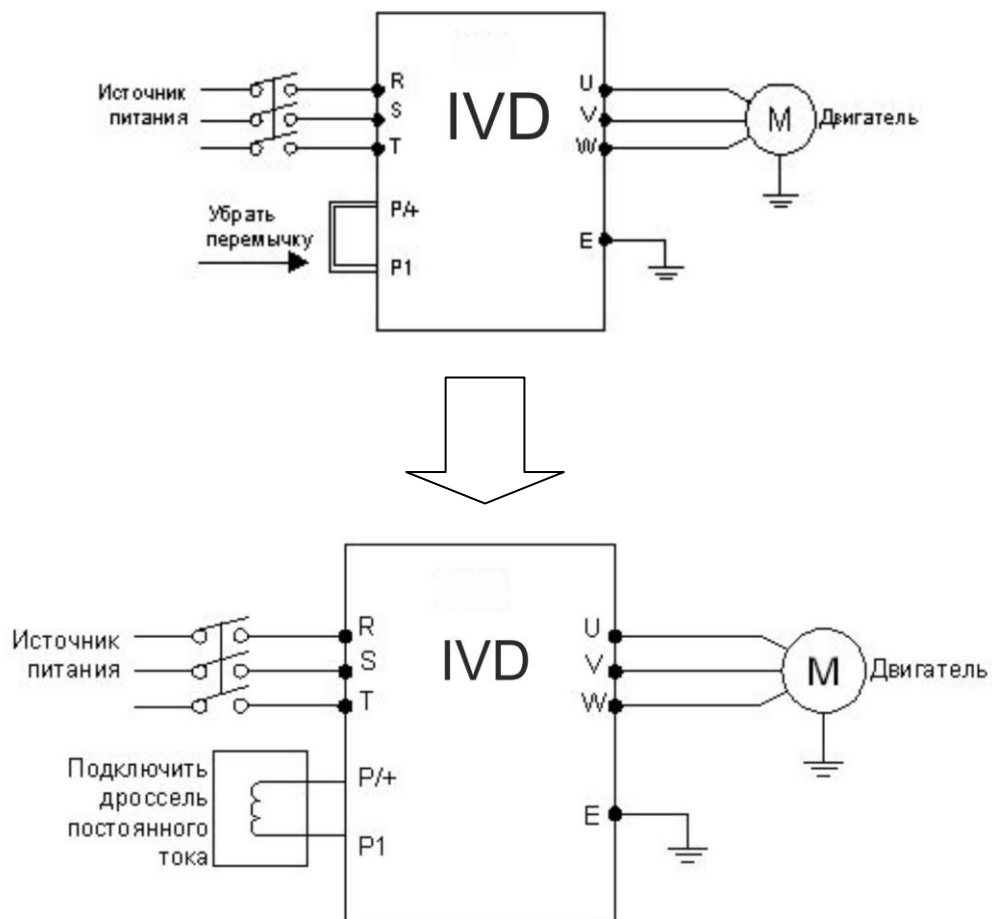 Источник
питания
R
S
T
IVD
U
V
W
M
Двигатель
Убрать
перемычку
P/+
P1
E
Источник
питания
R
S
T
IVD
U
V
W
M
Двигатель
Подключить
дроссель
постоянного
тока
P/+
P1
E